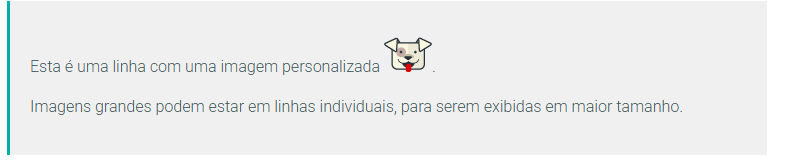 Esta é uma linha com uma imagem personalizada .
Imagens grandes podem estar em linhas individuais, para serem exibidas em maior tamanho.